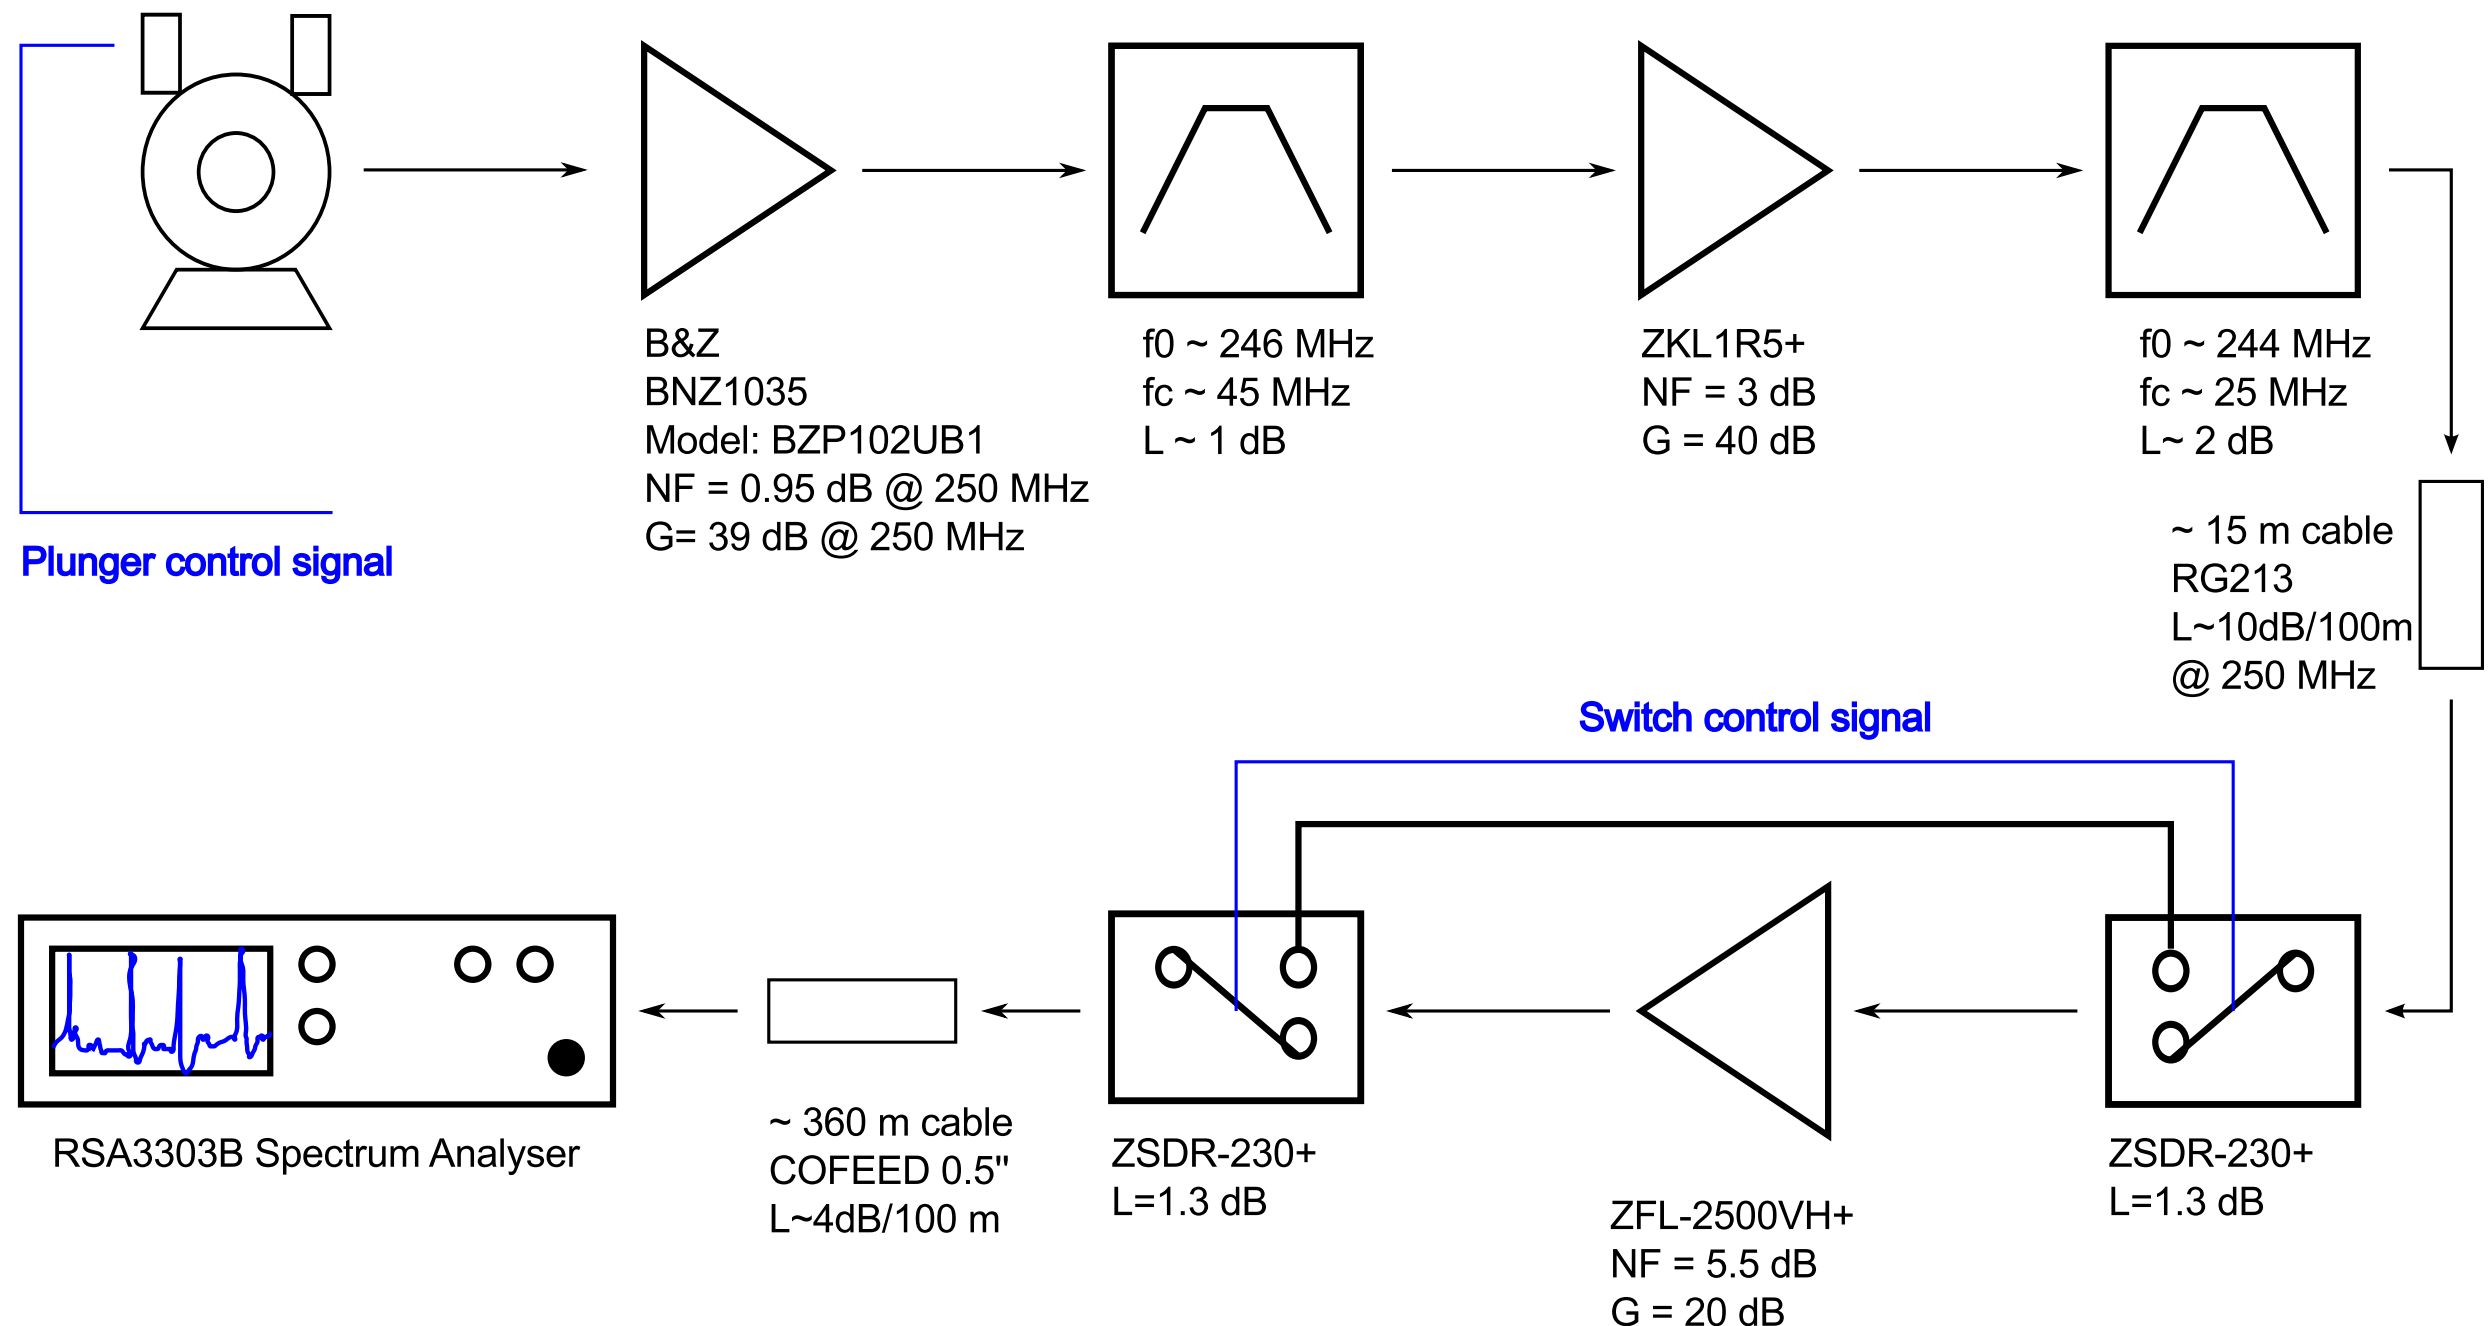 B&Z
BNZ1035
Model: BZP102UB1
NF = 0.95 dB @ 250 MHz
G= 39 dB @ 250 MHz
f0 ~ 246 MHz
fc ~ 45 MHz
L ~ 1 dB
ZKL1R5+
NF = 3 dB
G = 40 dB
f0 ~ 244 MHz
fc ~ 25 MHz
L~ 2 dB
Plunger control signal
~ 15 m cable
RG213
L~10dB/100m
@ 250 MHz
Switch control signal
RSA3303B Spectrum Analyser
~ 360 m cable
COFEED 0.5"
L~4dB/100 m
ZSDR-230+
L=1.3 dB
ZFL-2500VH+
NF = 5.5 dB
G = 20 dB
ZSDR-230+
L=1.3 dB